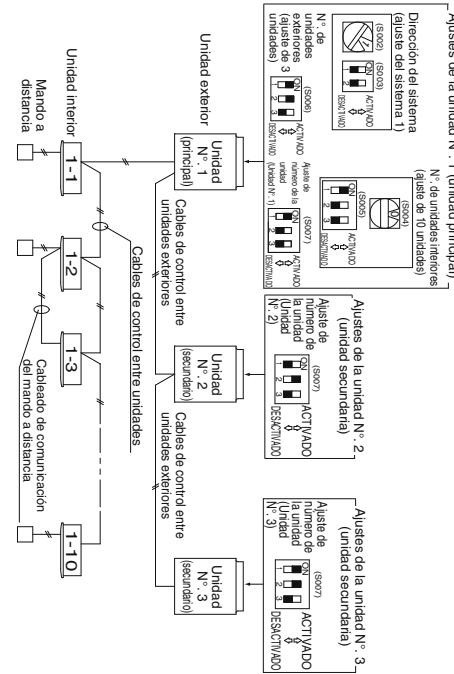 Ajustes de la unidad N°. 1 (unidad principal)
Dirección del sistema
(ajuste del sistema 1)
(S002)
(S003)
ON
1 2
ACTIVADO
DESACTIVADO
N°. de unidades interiores
(ajuste de 10 unidades)
(S004)
(S005)
ON
1 2 3
ACTIVADO
DESACTIVADO
N°. de
unidades
exteriores
(ajuste de 3
unidades)
(S006)
ON
1 2 3
ACTIVADO
DESACTIVADO
Ajuste de
número de la
unidad
(Unidad N°. 1)
(S007)
ON
1 2 3
ACTIVADO
DESACTIVADO
Ajustes de la unidad N°. 2
(unidad secundaria)
Ajuste de
número de
la unidad
(Unidad
N°. 2)
(S007)
ON
1 2 3
ACTIVADO
DESACTIVADO
Ajustes de la unidad N°. 3
(unidad secundaria)
Ajuste de
número de
la unidad
(Unidad
N°. 3)
(S007)
ON
1 2 3
ACTIVADO
DESACTIVADO
Unidad exterior
Unidad
N°. 1
(principal)
Cables de control entre
unidades exteriores
Unidad
N°. 2
(secundario)
Cables de control entre
unidades exteriores
Unidad
N°. 3
(secundario)
Cables de control entre unidades
Unidad interior
1-1
1-2
1-3
1-10
Mando a
distancia
Cableado de comunicación
del mando a distancia